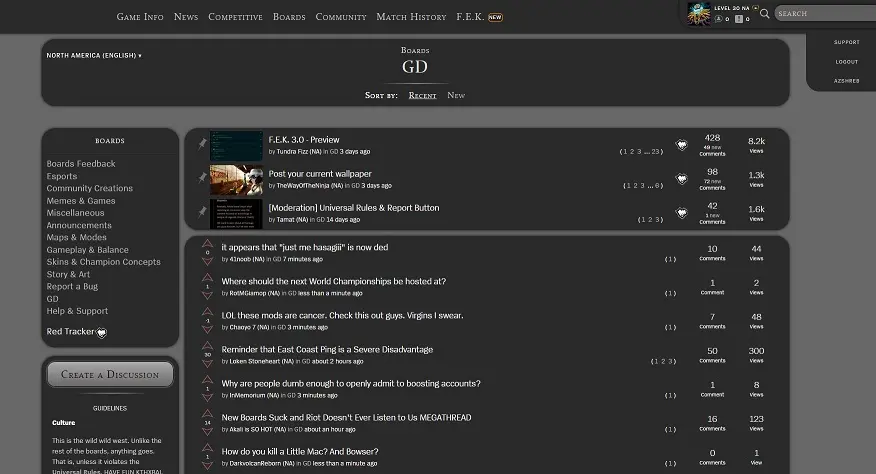 Game Info News Competitive Boards Community Match History F.E.K. NEW
LEVEL 30 NA
0 0
SEARCH
SUPPORT
LOGOUT
AZSHREB
NORTH AMERICA (ENGLISH) ▾
Boards
GD
Sort by: Recent New
BOARDS
Boards Feedback
Esports
Community Creations
Memes & Games
Miscellaneous
Announcements
Maps & Modes
Gameplay & Balance
Skins & Champion Concepts
Story & Art
Report a Bug
GD
Help & Support
Red Tracker
Create a Discussion
GUIDELINES
Culture
This is the wild wild west. Unlike the
rest of the boards, anything goes.
That is, unless it violates the
Universal Rules. HAVE FUN KTHXBAI.
F.E.K. 3.0 - Preview
by Tundra Fizz (NA) in GD 3 days ago
(1 2 3 ...23)
428
49 new
Comments
8.2k
Views
Post your current wallpaper
by TheWayOfTheNinja (NA) in GD 3 days ago
(1 2 3 ...6)
98
72 new
Comments
1.3k
Views
[Moderation] Universal Rules & Report Button
by Tamat (NA) in GD 14 days ago
(1 2 3)
42
1 new
Comments
1.6k
Views
0
it appears that "just me hasagiii" is now ded
by 41noob (NA) in GD 7 minutes ago
(1)
10
Comments
44
Views
1
Where should the next World Championships be hosted at?
by RotMGiamop (NA) in GD less than a minute ago
(1)
1
Comment
2
Views
-1
LOL these mods are cancer. Check this out guys. Virgins I swear.
by Chaoyo 7 (NA) in GD 3 minutes ago
(1)
7
Comments
48
Views
30
Reminder that East Coast Ping is a Severe Disadvantage
by Loken Stoneheart (NA) in GD about 2 hours ago
(1 2 3)
50
Comments
300
Views
1
Why are people dumb enough to openly admit to boosting accounts?
by InMemorium (NA) in GD 3 minutes ago
(1)
1
Comment
8
Views
14
New Boards Suck and Riot Doesn't Ever Listen to Us MEGATHREAD
by Akali is SO HOT (NA) in GD about an hour ago
(1)
16
Comments
123
Views
1
How do you kill a Little Mac? And Bowser?
by DarkvolcanReborn (NA) in GD less than a minute ago
(1)
0
Comments
1
View